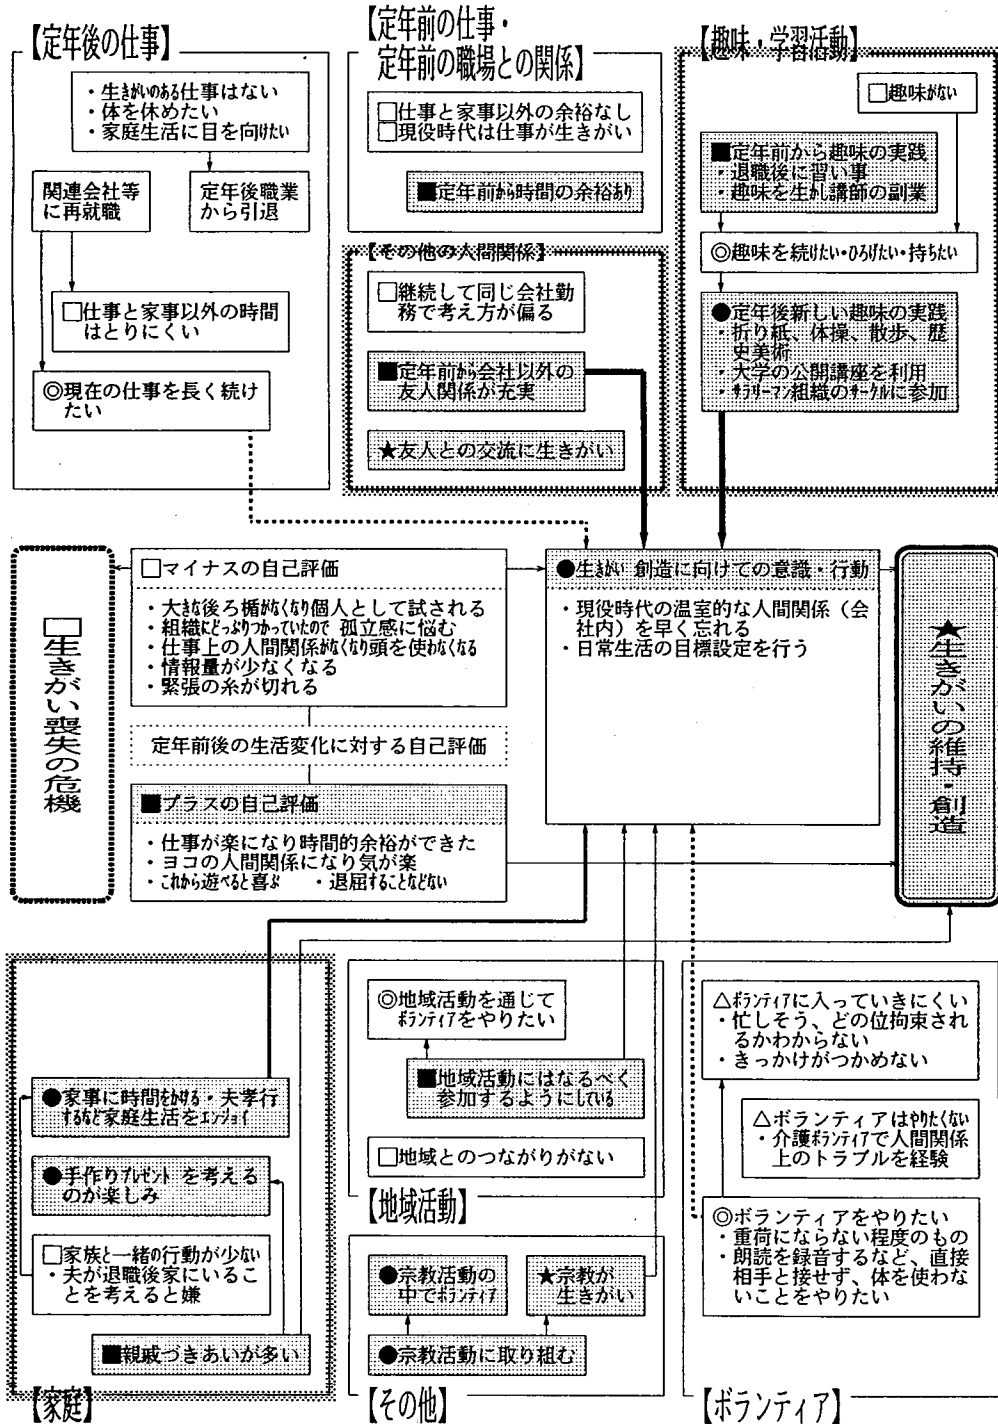 【定年後の仕事】
・生きがいのある仕事はない
・体を休めたい
・家庭生活に目を向けたい
関連会社等
に再就職
定年後職業
から引退
□仕事と家事以外の時間
はとりにくい
◎現在の仕事を長く続け
たい
【定年前の仕事・
定年前の職場との関係】
□仕事と家事以外の余裕なし
□現役時代は仕事が生きがい
■定年前から時間の余裕あり
【その他の人間関係】
□継続して同じ会社勤
務で考え方が偏る
■定年前から会社以外の
友人関係が充実
★友人との交流に生きがい
【趣味・学習活動】
□趣味がない
■定年前から趣味の実践
・退職後に習い事
・趣味を生かし講師の副業
◎趣味を続けたい・ひろげたい・持ちたい
●定年後新しい趣味の実践
・折り紙、体操、散歩、歴
史美術
・大学の公開講座を利用
・サラリーマン組織のサークルに参加
□生きがい喪失の危機
□マイナスの自己評価
・大きな後ろ楯がなくなり個人として試される
・組織にどっぷりつかっていたので 孤立感に悩む
・仕事上の人間関係がなくなり頭を使わなくなる
・情報量が少なくなる
・緊張の糸が切れる
定年前後の生活変化に対する自己評価
■プラスの自己評価
・仕事が楽になり時間的余裕ができた
・ヨコの人間関係になり気が楽
・これから遊べると喜ぶ ・退屈することなどない
●生きがい 創造に向けての意識・行動
・現役時代の温室的な人間関係（会
社内）を早く忘れる
・日常生活の目標設定を行う
★生きがいの維持・創造
●家事に時間をかける・夫孝行
するなど家庭生活をエンジョイ
●手作りプレゼント を考える
のが楽しみ
□家族と一緒の行動が少ない
・夫が退職後家にいるこ
とを考えると嫌
■親戚づきあいが多い
【家庭】
◎地域活動を通じて
ボランティアをやりたい
■地域活動にはなるべく
参加するようにしている
□地域とのつながりがない
【地域活動】
●宗教活動の
中でボランティア
★宗教が
生きがい
●宗教活動に取り組む
【その他】
△ボランティアに入っていきにくい
・忙しそう、どの位拘束され
るかわからない
・きっかけがつかめない
△ボランティアはやりたくない
・介護ボランティアで人間関係
上のトラブルを経験
◎ボランティアをやりたい
・重荷にならない程度のもの
・朗読を録音するなど、直接
相手と接せず、体を使わな
いことをやりたい
【ボランティア】